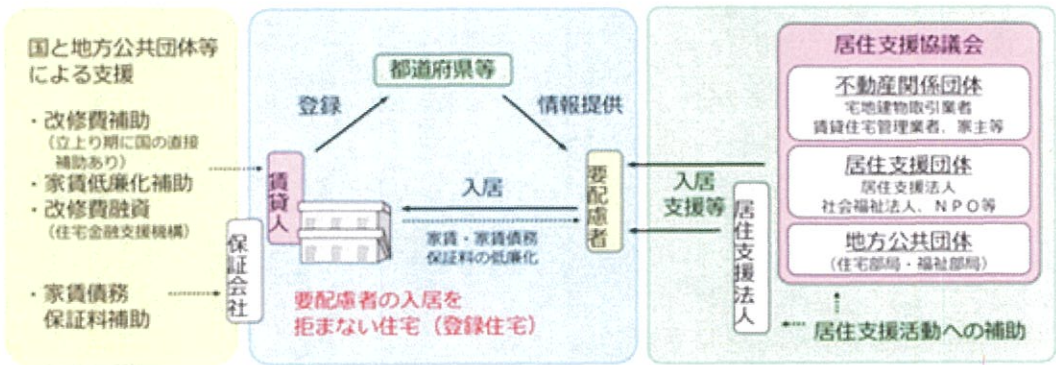 国と地方公共団体等
による支援
・改修費補助
（立上り期に国の直接
補助あり）
・家賃低廉化補助
・改修費融資
（住宅金融支援機構）
・家賃債務
保証料補助
都道府県等
登録
情報提供
賃貸人
保証会社
入居
家賃・家賃債務
保証料の低廉化
要配慮者
要配慮者の入居を
拒まない住宅（登録住宅）
入居
支援等
居住支援法人
居住支援協議会
不動産関係団体
宅地建物取引業者
賃貸住宅管理業者、家主等
居住支援団体
居住支援法人
社会福祉法人、ＮＰＯ等
地方公共団体
（住宅部局・福祉部局）
居住支援活動への補助